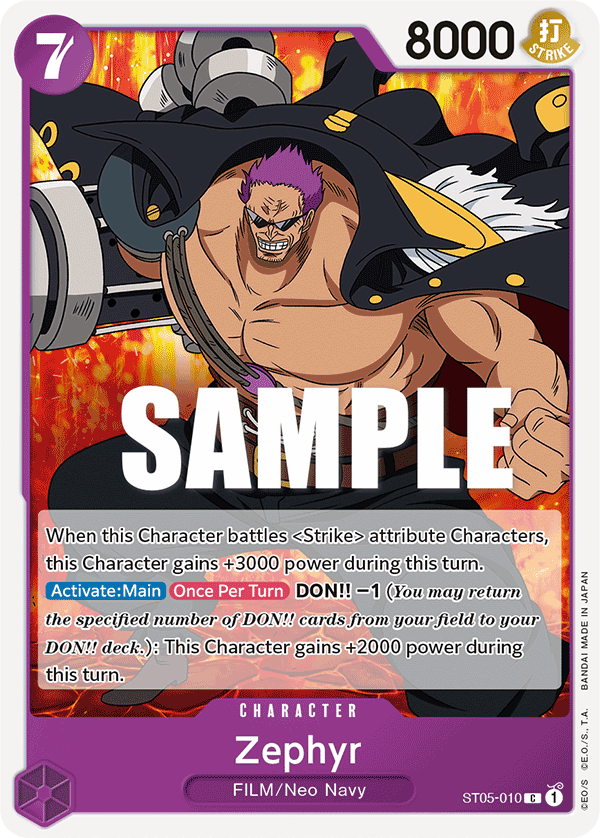 7
8000
打
STRIKE
SAMPLE
When this Character battles <Strike> attribute Characters,
this Character gains +3000 power during this turn.
Activate:Main Once Per Turn DON!! −1 (You may return
the specified number of DON!! cards from your field to your
DON!! deck.): This Character gains +2000 power during
this turn.
CHARACTER
Zephyr
FILM/Neo Navy
ST05-010 C 1
©EO/S ©E.O./S., T.A. BANDAI MADE IN JAPAN